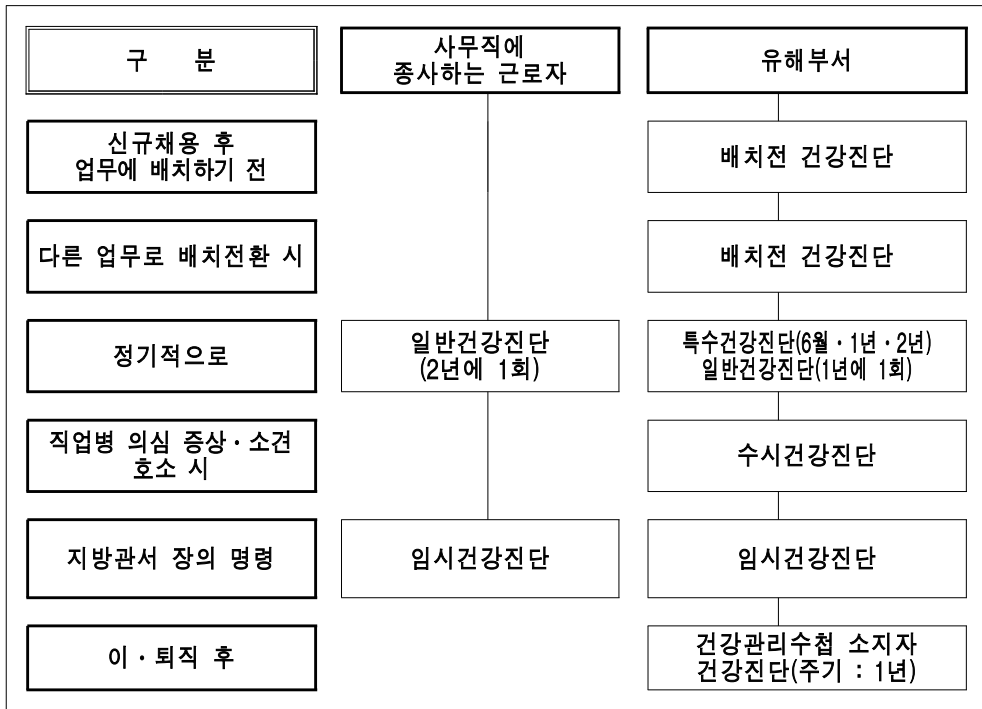 구 분
사무직에
종사하는 근로자
유해부서
신규채용 후
업무에 배치하기 전
배치전 건강진단
다른 업무로 배치전환 시
배치전 건강진단
정기적으로
일반건강진단
(2년에 1회)
특수건강진단(6월·1년·2년)
일반건강진단(1년에 1회)
직업병 의심 증상·소견
호소 시
수시건강진단
지방관서 장의 명령
임시건강진단
임시건강진단
이·퇴직 후
건강관리수첩 소지자
건강진단(주기 : 1년)